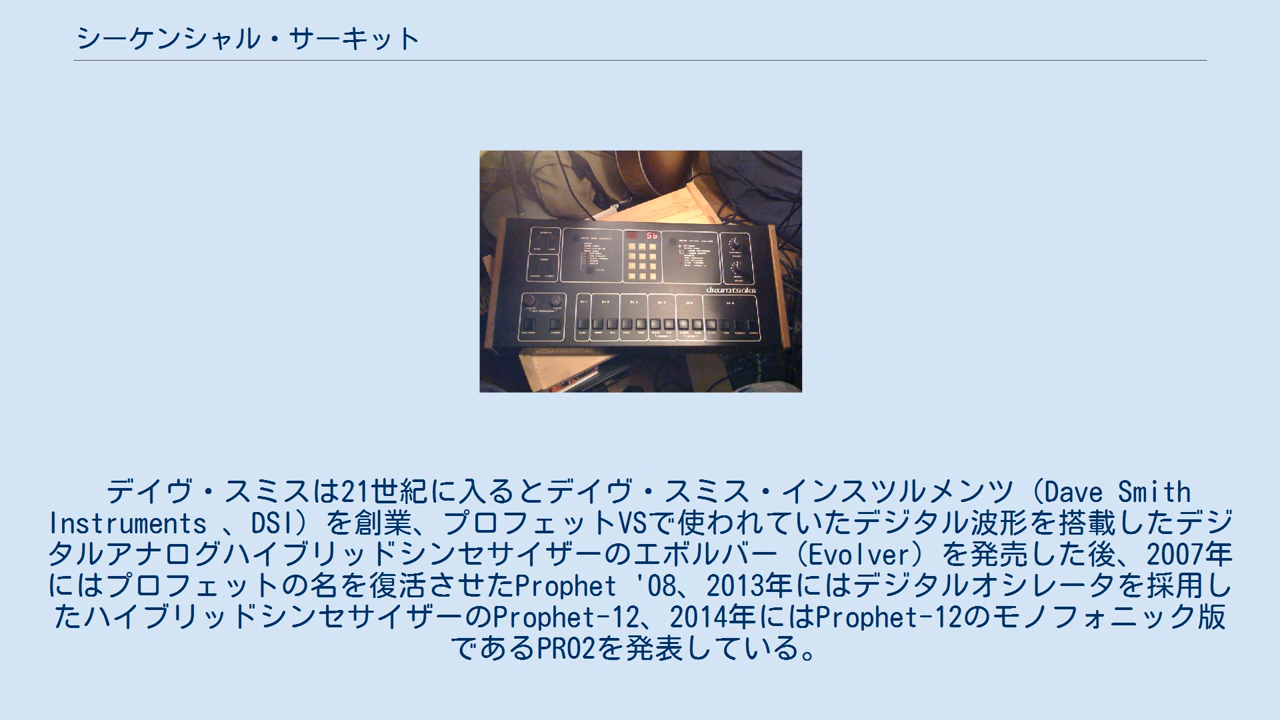 シーケンシャル・サーキット
56
drumtraks
デイヴ・スミスは21世紀に入るとデイヴ・スミス・インスツルメンツ（Dave Smith
Instruments 、DSI）を創業、プロフェットVSで使われていたデジタル波形を搭載したデジ
タルアナログハイブリッドシンセサイザーのエボルバー（Evolver）を発売した後、2007年
にはプロフェットの名を復活させたProphet '08、2013年にはデジタルオシレータを採用し
たハイブリッドシンセサイザーのProphet-12、2014年にはProphet-12のモノフォニック版
であるPRO2を発表している。